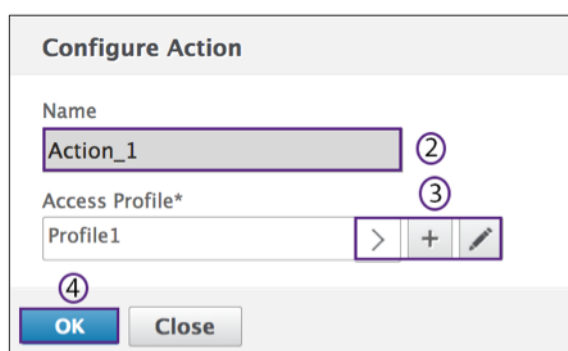 Configure Action
Name
Action_1
2
3
Access Profile*
Profile1
4
OK Close